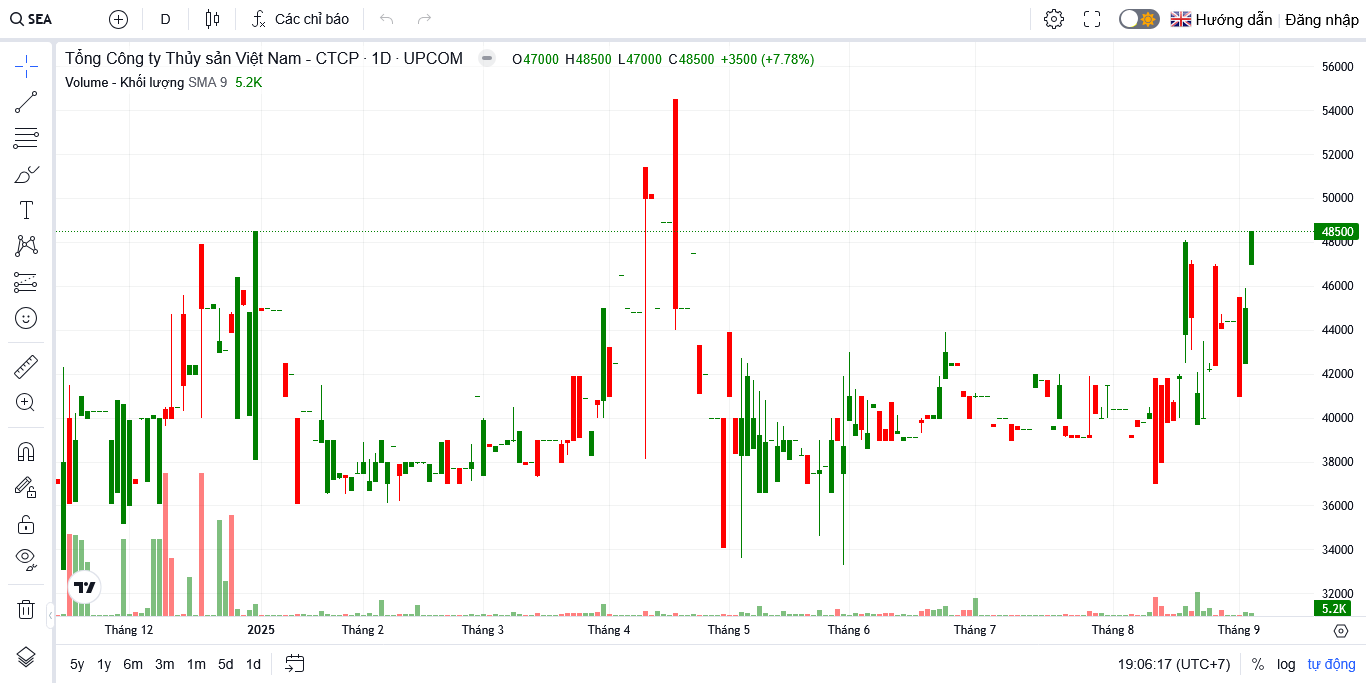 SEA D Các chỉ báo Hướng dẫn Đăng nhập
Tổng Công ty Thủy sản Việt Nam - CTCP · 1D · UPCOM O47000 H48500 L47000 C48500 +3500 (+7.78%)
Volume - Khối lượng SMA 9 5.2K
56000
54000
52000
50000
48500
48000
46000
44000
42000
40000
38000
36000
34000
32000
5.2K
Tháng 12 2025 Tháng 2 Tháng 3 Tháng 4 Tháng 5 Tháng 6 Tháng 7 Tháng 8 Tháng 9
5y 1y 6m 3m 1m 5d 1d 19:06:17 (UTC+7) % log tự động